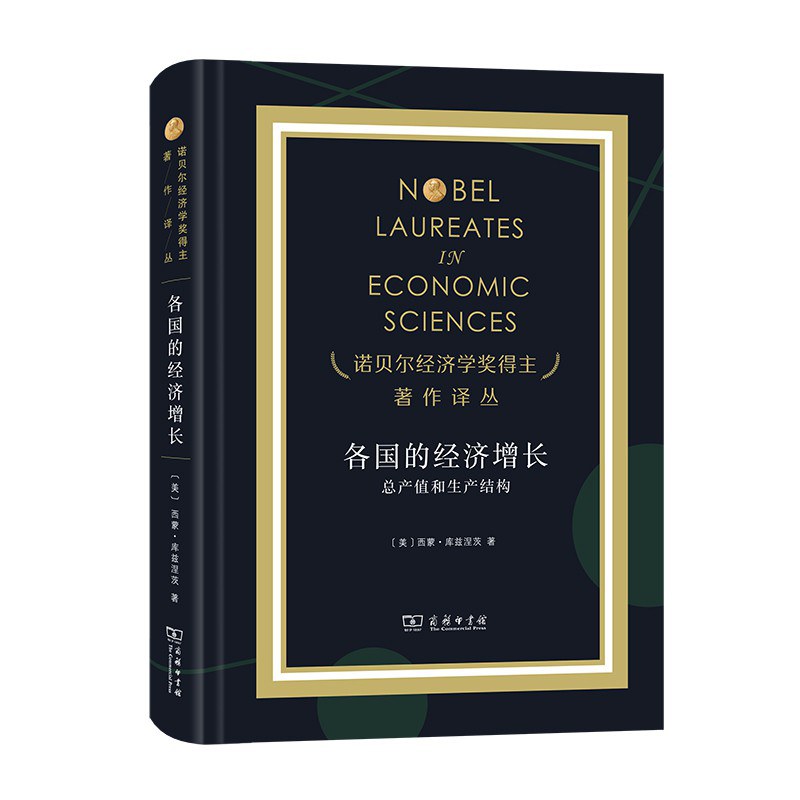 诺贝尔经济学奖得主
著/作/译/丛
各国的经济增长
〔美〕西蒙·库兹涅茨 著
商务印书馆
The Commercial Press
NOBEL
LAUREATES
IN
ECONOMIC
SCIENCES
诺贝尔经济学奖得主
著作译丛
各国的经济增长
总产值和生产结构
〔美〕西蒙·库兹涅茨 著
商务印书馆
The Commercial Press